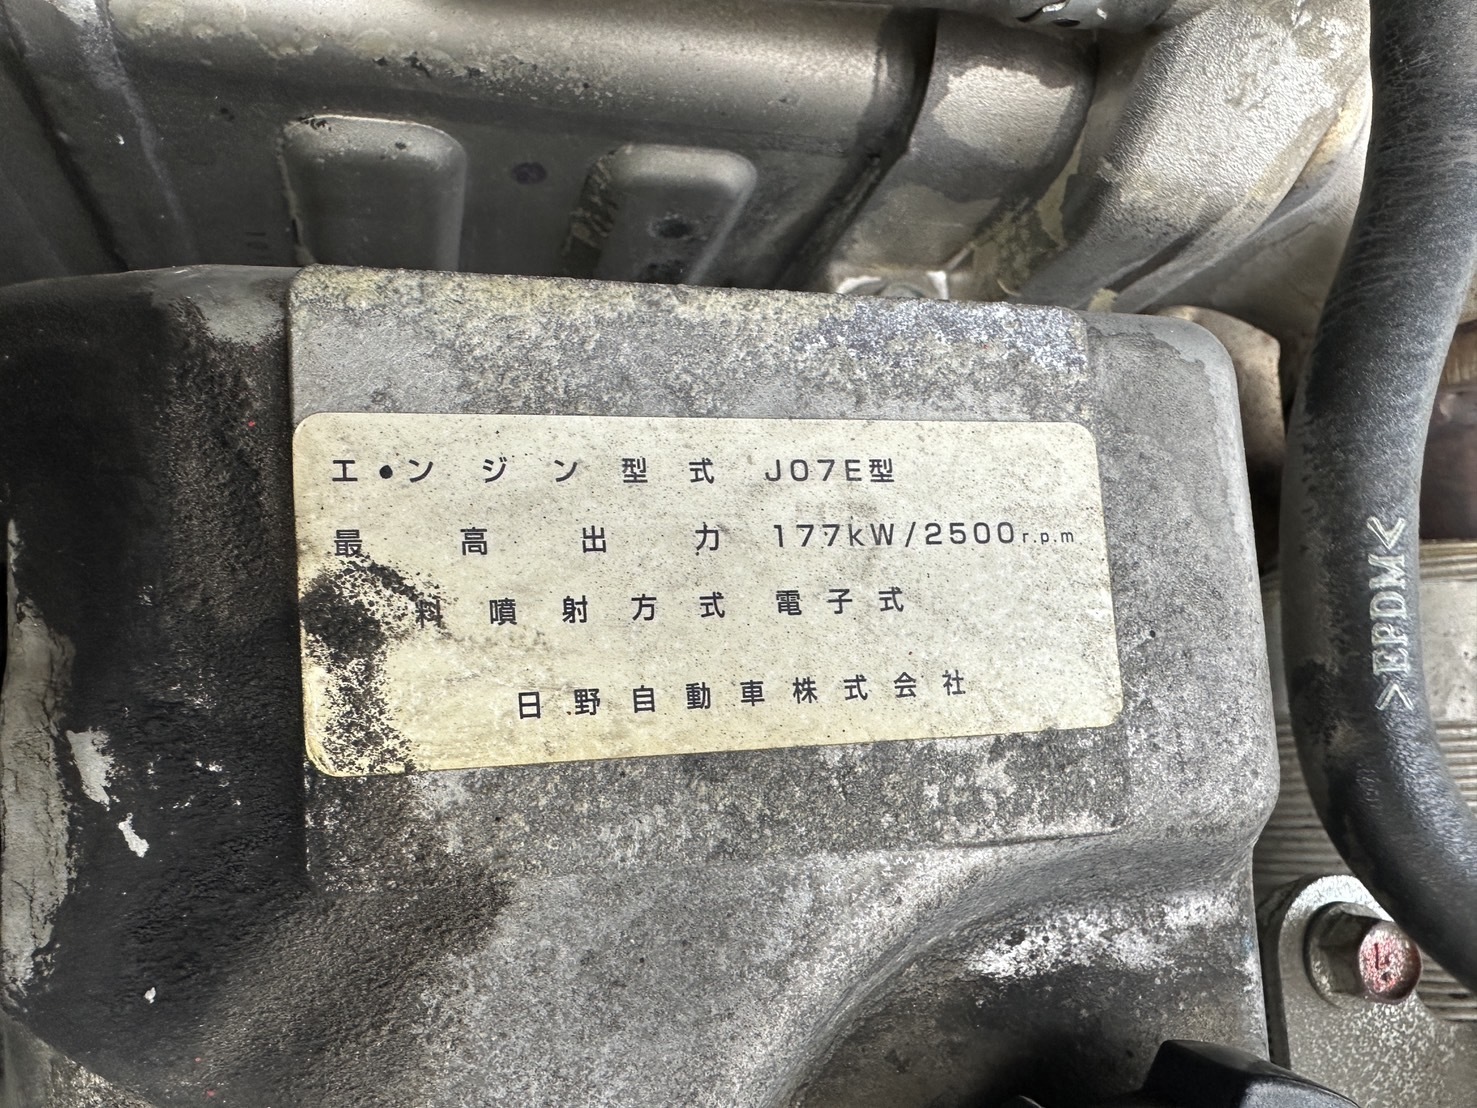 エンジン型式 J07E型
最高出力 177kW/2500r.p.m
料噴射方式 電子式
日野自動車株式会社
>EPDM<